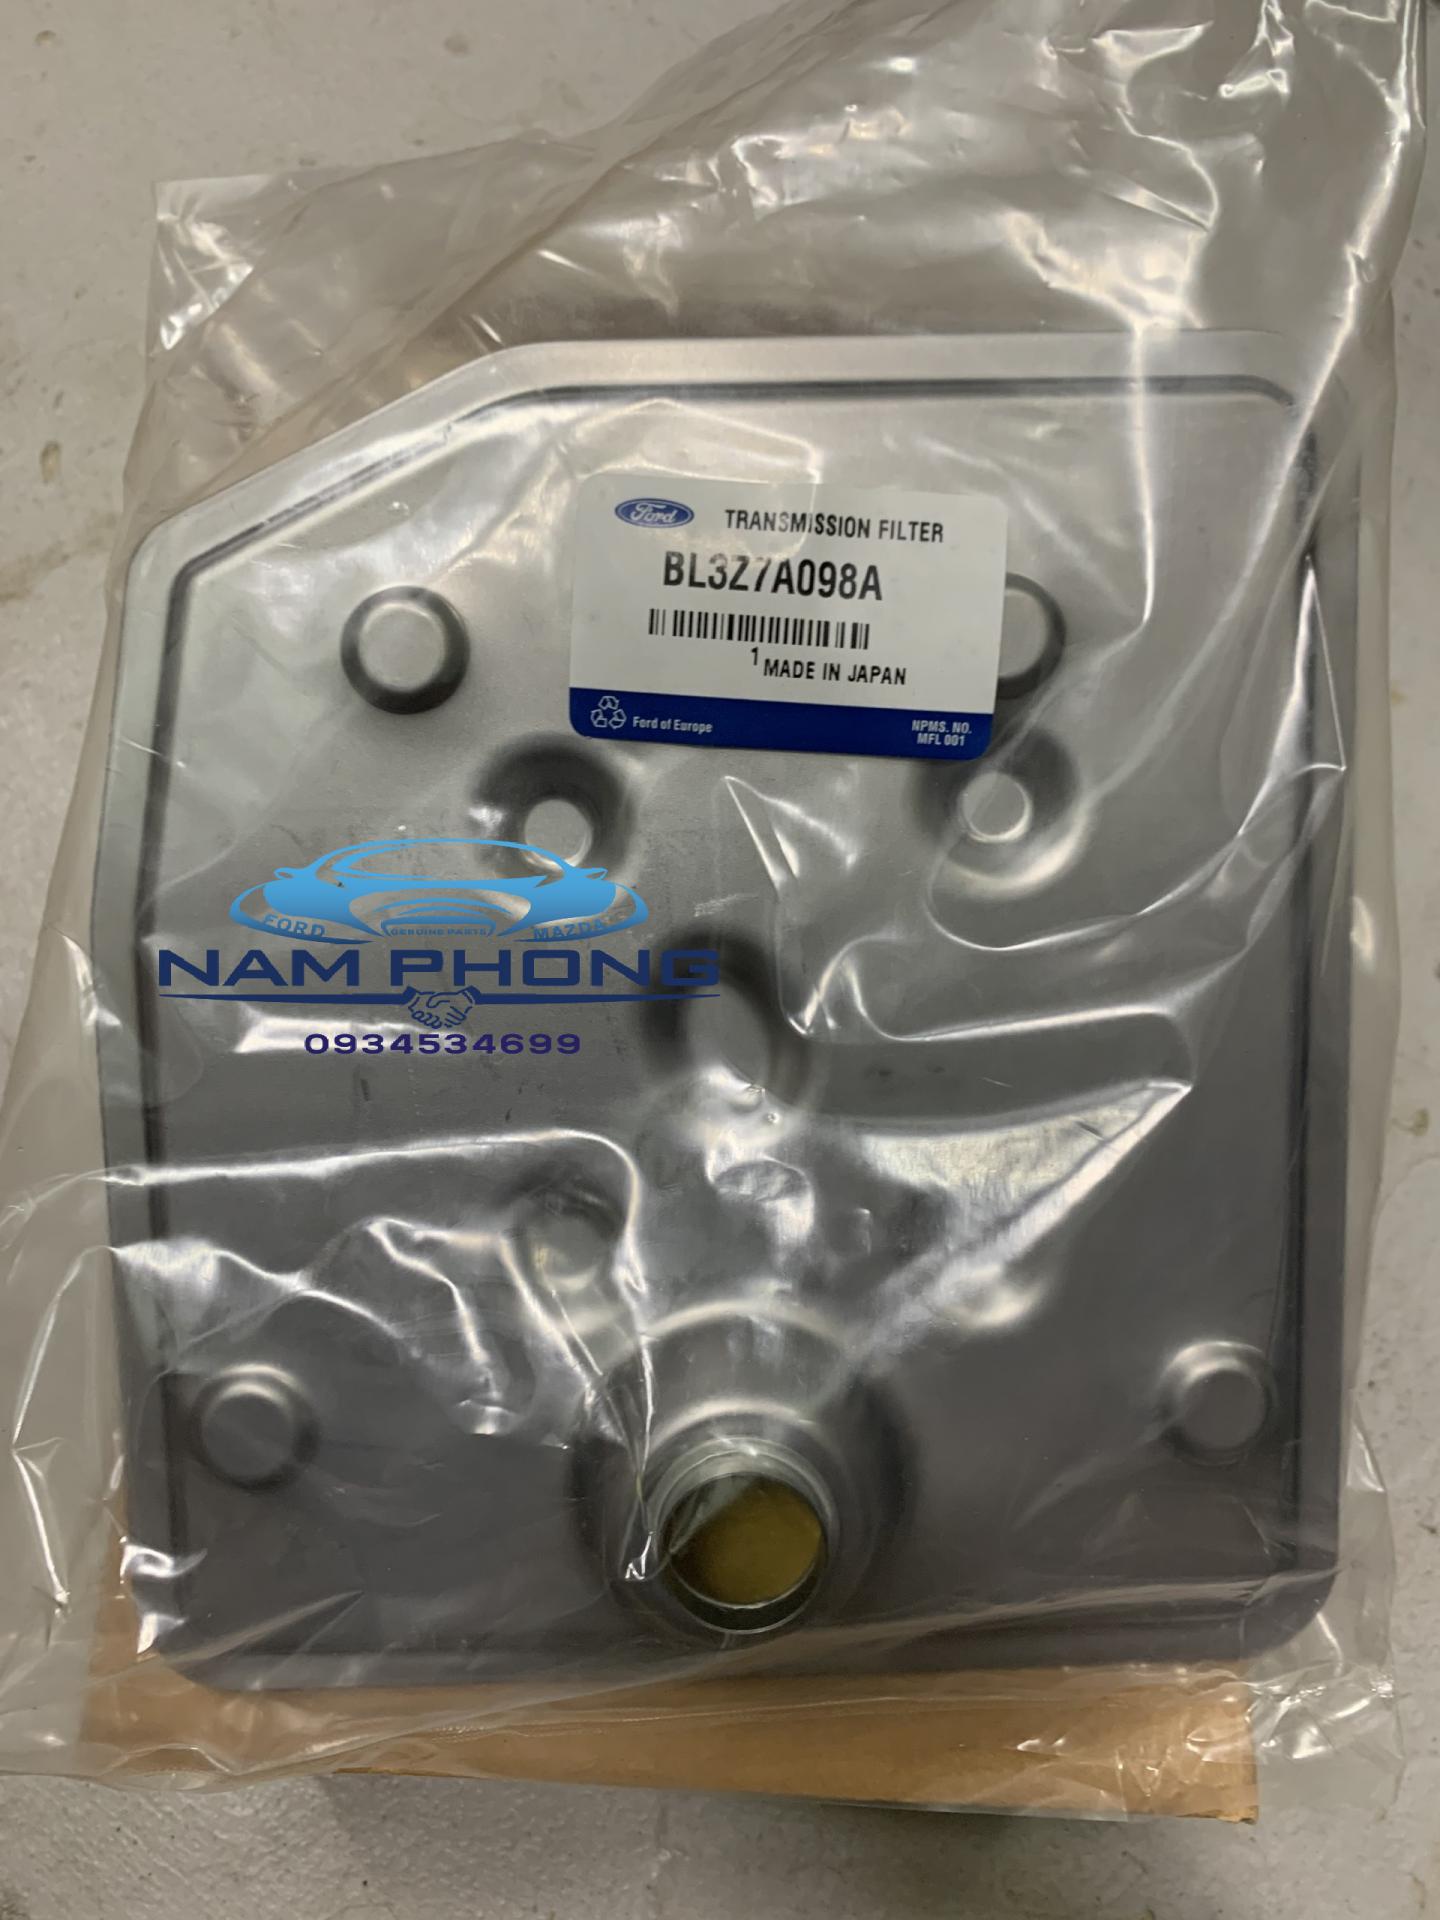 Ford TRANSMISSION FILTER
BL3Z7A098A
1 MADE IN JAPAN
Ford of Europe
NPMS. NO.
MFL 001
FORD GENUINE PARTS MAZDA
NAM PHONG
0934534699